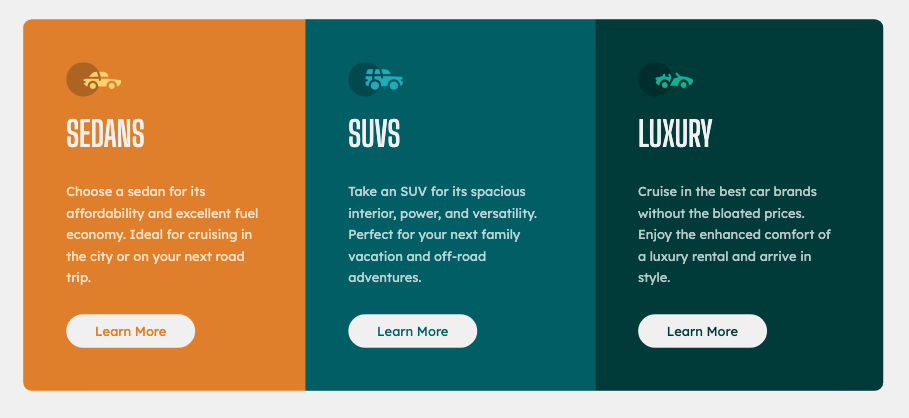 SEDANS
Choose a sedan for its
affordability and excellent fuel
economy. Ideal for cruising in
the city or on your next road
trip.
Learn More
SUVS
Take an SUV for its spacious
interior, power, and versatility.
Perfect for your next family
vacation and off-road
adventures.
Learn More
LUXURY
Cruise in the best car brands
without the bloated prices.
Enjoy the enhanced comfort of
a luxury rental and arrive in
style.
Learn More